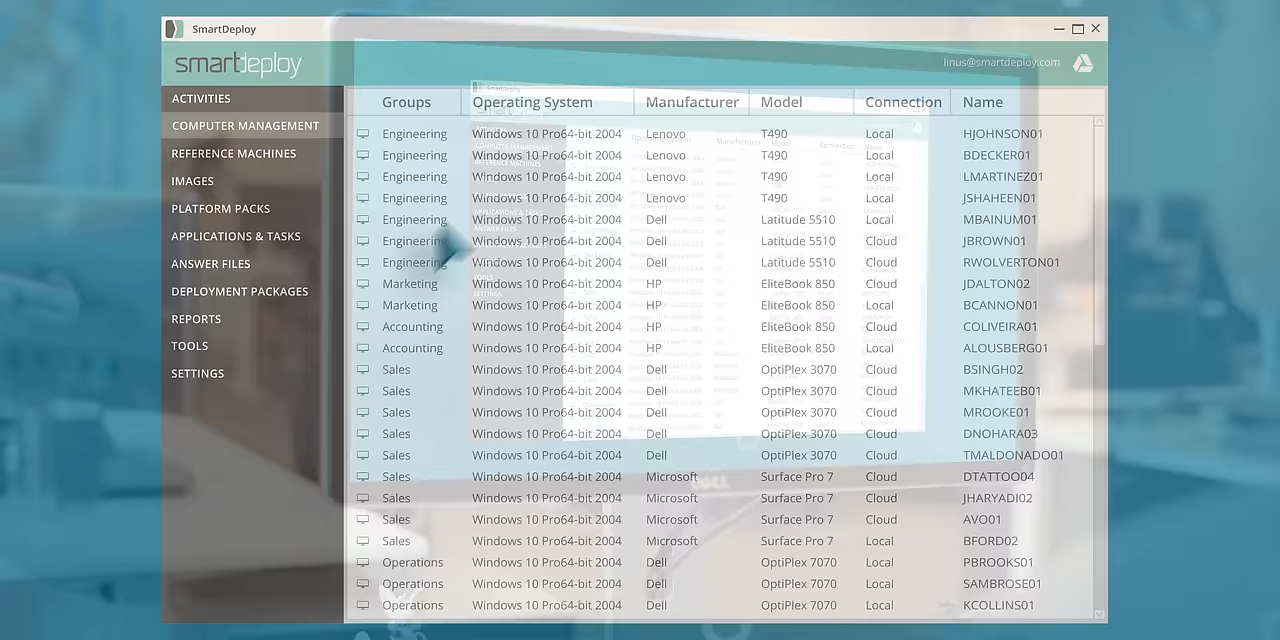 SmartDeploy
smartdeploy
linus@smartdeploy.com
ACTIVITIES
COMPUTER MANAGEMENT
REFERENCE MACHINES
IMAGES
PLATFORM PACKS
APPLICATIONS & TASKS
ANSWER FILES
DEPLOYMENT PACKAGES
REPORTS
TOOLS
SETTINGS
Groups Operating System Manufacturer Model Connection Name
Engineering Windows 10 Pro64-bit 2004 Lenovo T490 Local HJOHNSON01
Engineering Windows 10 Pro64-bit 2004 Lenovo T490 Local BDECKER01
Engineering Windows 10 Pro64-bit 2004 Lenovo T490 Local LMARTINEZ01
Engineering Windows 10 Pro64-bit 2004 Lenovo T490 Local JSHAHEEN01
Engineering Windows 10 Pro64-bit 2004 Dell Latitude 5510 Local MBAINUM01
Engineering Windows 10 Pro64-bit 2004 Dell Latitude 5510 Cloud JBROWN01
Engineering Windows 10 Pro64-bit 2004 Dell Latitude 5510 Cloud RWOLVERTON01
Marketing Windows 10 Pro64-bit 2004 HP EliteBook 850 Cloud JDALTON02
Marketing Windows 10 Pro64-bit 2004 HP EliteBook 850 Local BCANNON01
Accounting Windows 10 Pro64-bit 2004 HP EliteBook 850 Cloud COLIVEIRA01
Accounting Windows 10 Pro64-bit 2004 HP EliteBook 850 Local ALOUSBERG01
Sales Windows 10 Pro64-bit 2004 Dell OptiPlex 3070 Cloud BSINGH02
Sales Windows 10 Pro64-bit 2004 Dell OptiPlex 3070 Cloud MKHATEEB01
Sales Windows 10 Pro64-bit 2004 Dell OptiPlex 3070 Cloud MROOKE01
Sales Windows 10 Pro64-bit 2004 Dell OptiPlex 3070 Cloud DNOHARA03
Sales Windows 10 Pro64-bit 2004 Dell OptiPlex 3070 Cloud TMALDONADO01
Sales Windows 10 Pro64-bit 2004 Microsoft Surface Pro 7 Cloud DTATTOO04
Sales Windows 10 Pro64-bit 2004 Microsoft Surface Pro 7 Cloud JHARYADI02
Sales Windows 10 Pro64-bit 2004 Microsoft Surface Pro 7 Cloud AVO01
Sales Windows 10 Pro64-bit 2004 Microsoft Surface Pro 7 Local BFORD02
Operations Windows 10 Pro64-bit 2004 Dell OptiPlex 7070 Local PBROOKS01
Operations Windows 10 Pro64-bit 2004 Dell OptiPlex 7070 Local SAMBROSE01
Operations Windows 10 Pro64-bit 2004 Dell OptiPlex 7070 Local KCOLLINS01
DELL